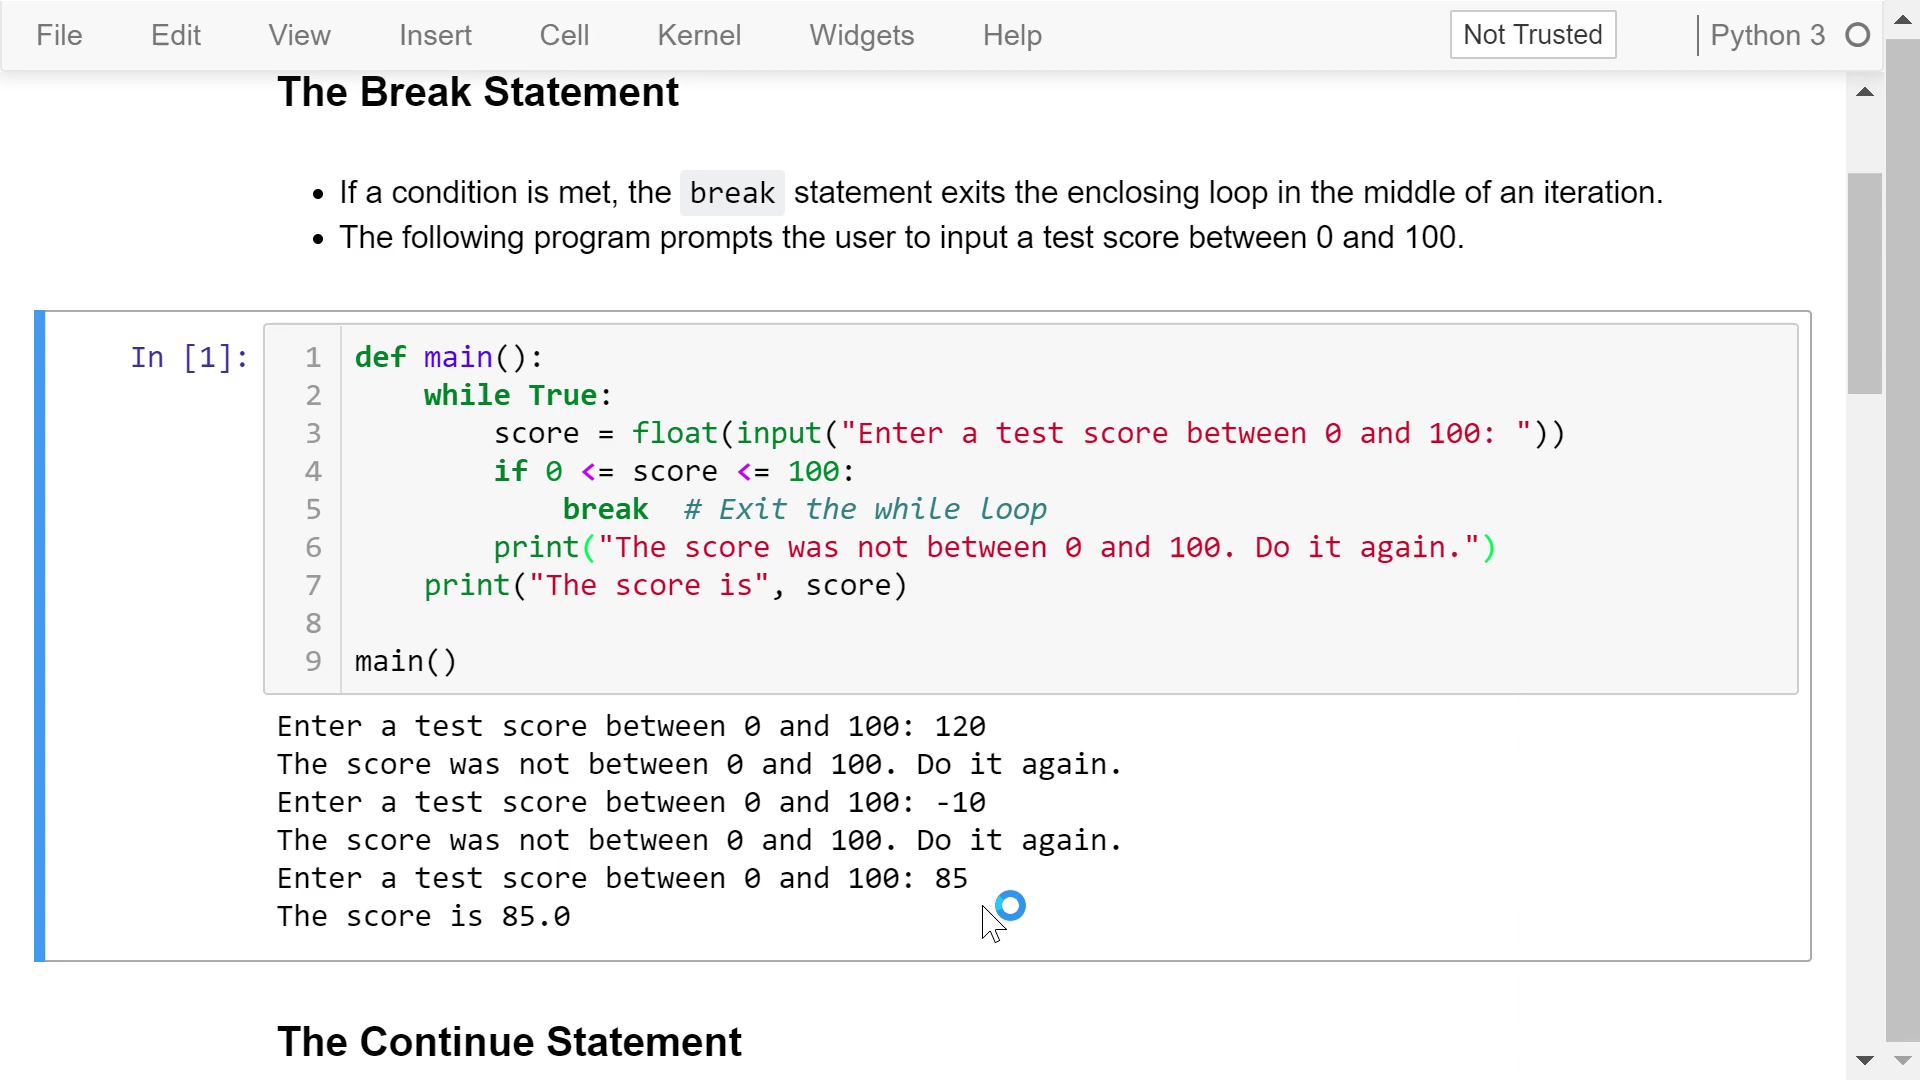 File Edit View Insert Cell Kernel Widgets Help Not Trusted Python 3
The Break Statement
• If a condition is met, the break statement exits the enclosing loop in the middle of an iteration.
• The following program prompts the user to input a test score between 0 and 100.
In [1]:
1 def main():
2     while True:
3         score = float(input("Enter a test score between 0 and 100: "))
4         if 0 <= score <= 100:
5             break  # Exit the while loop
6         print("The score was not between 0 and 100. Do it again.")
7     print("The score is", score)
8
9 main()
Enter a test score between 0 and 100: 120
The score was not between 0 and 100. Do it again.
Enter a test score between 0 and 100: -10
The score was not between 0 and 100. Do it again.
Enter a test score between 0 and 100: 85
The score is 85.0
The Continue Statement